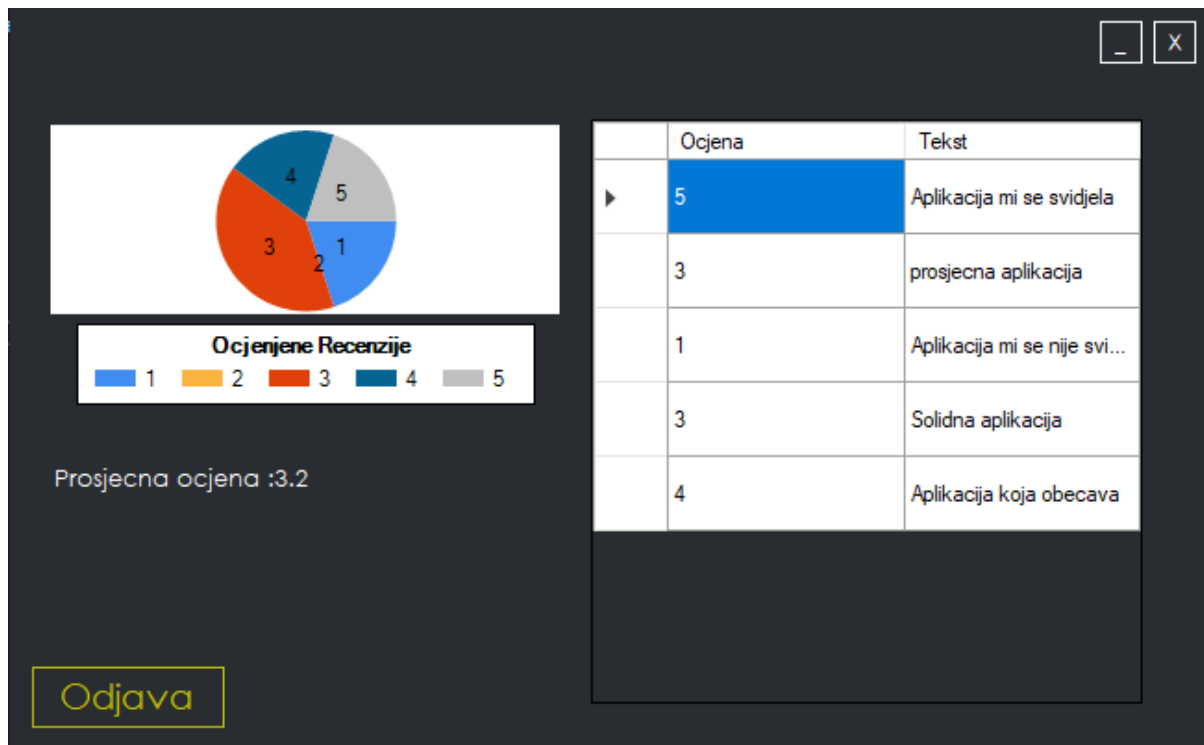 _ X
4
5
3
2
1
Ocjenjene Recenzije
1 2 3 4 5
Prosjecna ocjena :3.2
Odjava
Ocjena Tekst
5 Aplikacija mi se svidjela
3 prosjecna aplikacija
1 Aplikacija mi se nije svi...
3 Solidna aplikacija
4 Aplikacija koja obecava